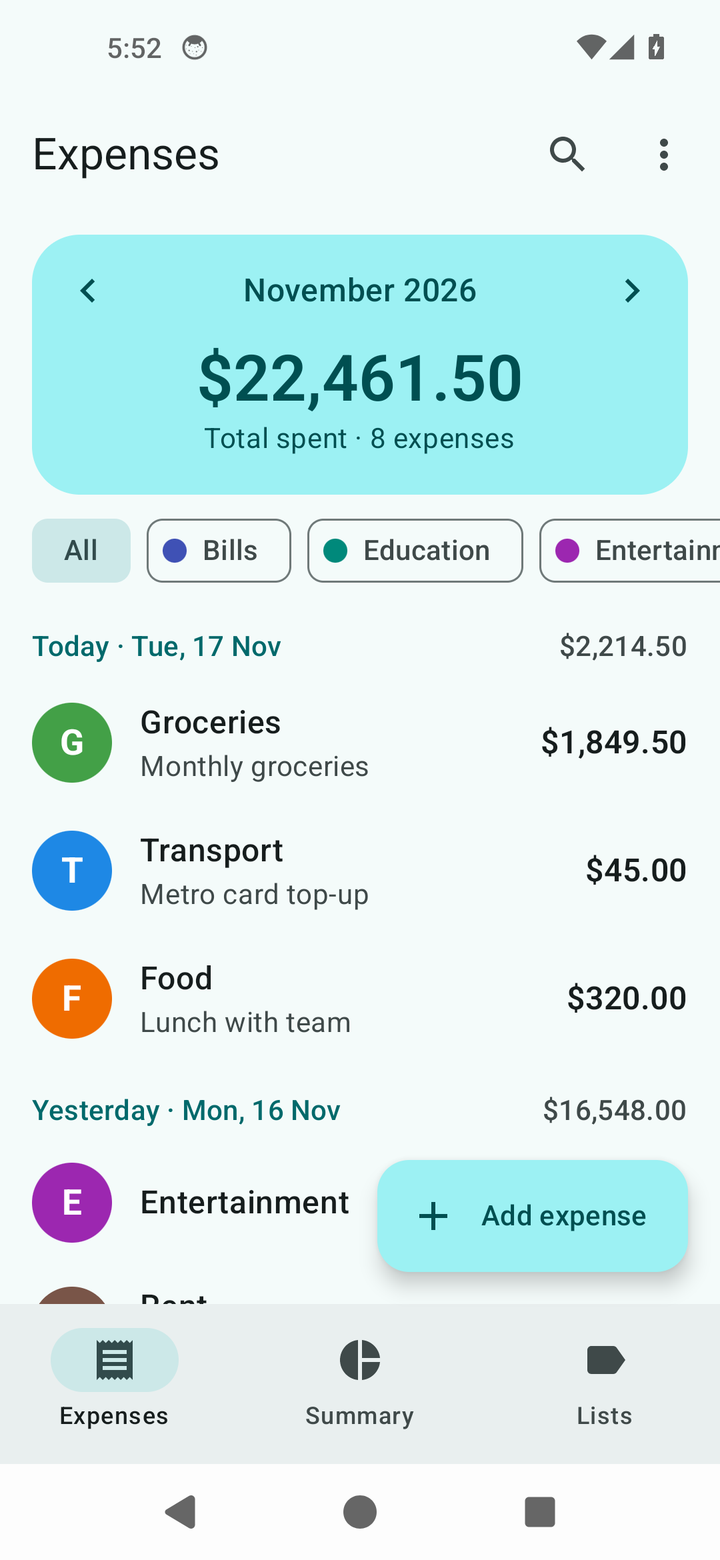 5:52
Expenses
November 2026
$22,461.50
Total spent · 8 expenses
All
Bills
Education
Today · Tue, 17 Nov
$2,214.50
G
Groceries
Monthly groceries
$1,849.50
T
Transport
Metro card top-up
$45.00
F
Food
Lunch with team
$320.00
Yesterday · Mon, 16 Nov
$16,548.00
E
Entertainment
Add expense
Expenses
Summary
Lists